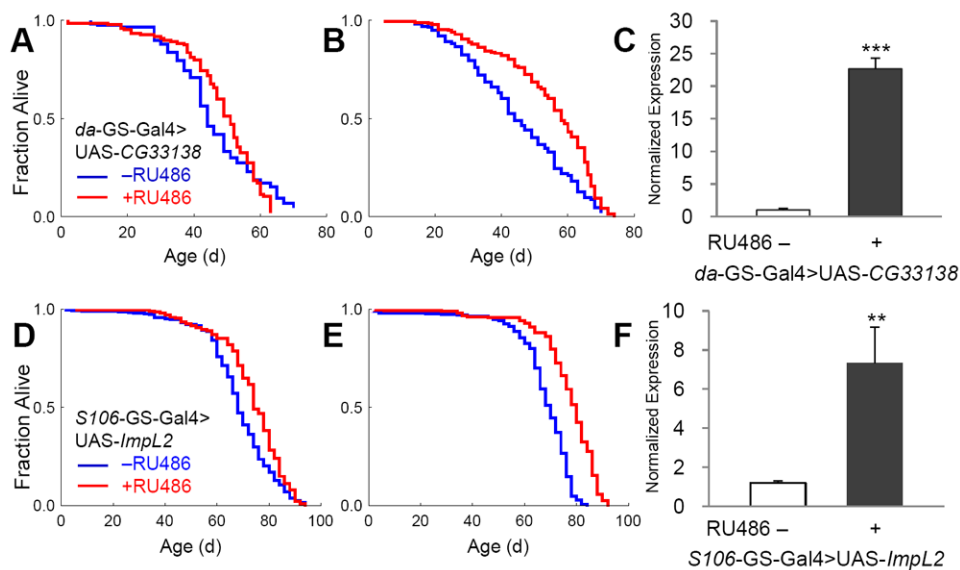 A
1.0
0.5
0.0
Fraction Alive
da-GS-Gal4>
UAS-CG33138
–RU486
+RU486
0 20 40 60 80
Age (d)
B
1.0
0.5
0.0
0 20 40 60 80
Age (d)
C
Normalized Expression
30
25
20
15
10
5
0
***
RU486 – +
da-GS-Gal4>UAS-CG33138
D
1.0
0.5
0.0
Fraction Alive
S106-GS-Gal4>
UAS-ImpL2
–RU486
+RU486
0 20 40 60 80 100
Age (d)
E
1.0
0.5
0.0
0 20 40 60 80 100
Age (d)
F
Normalized Expression
10
8
6
4
2
0
**
RU486 – +
S106-GS-Gal4>UAS-ImpL2